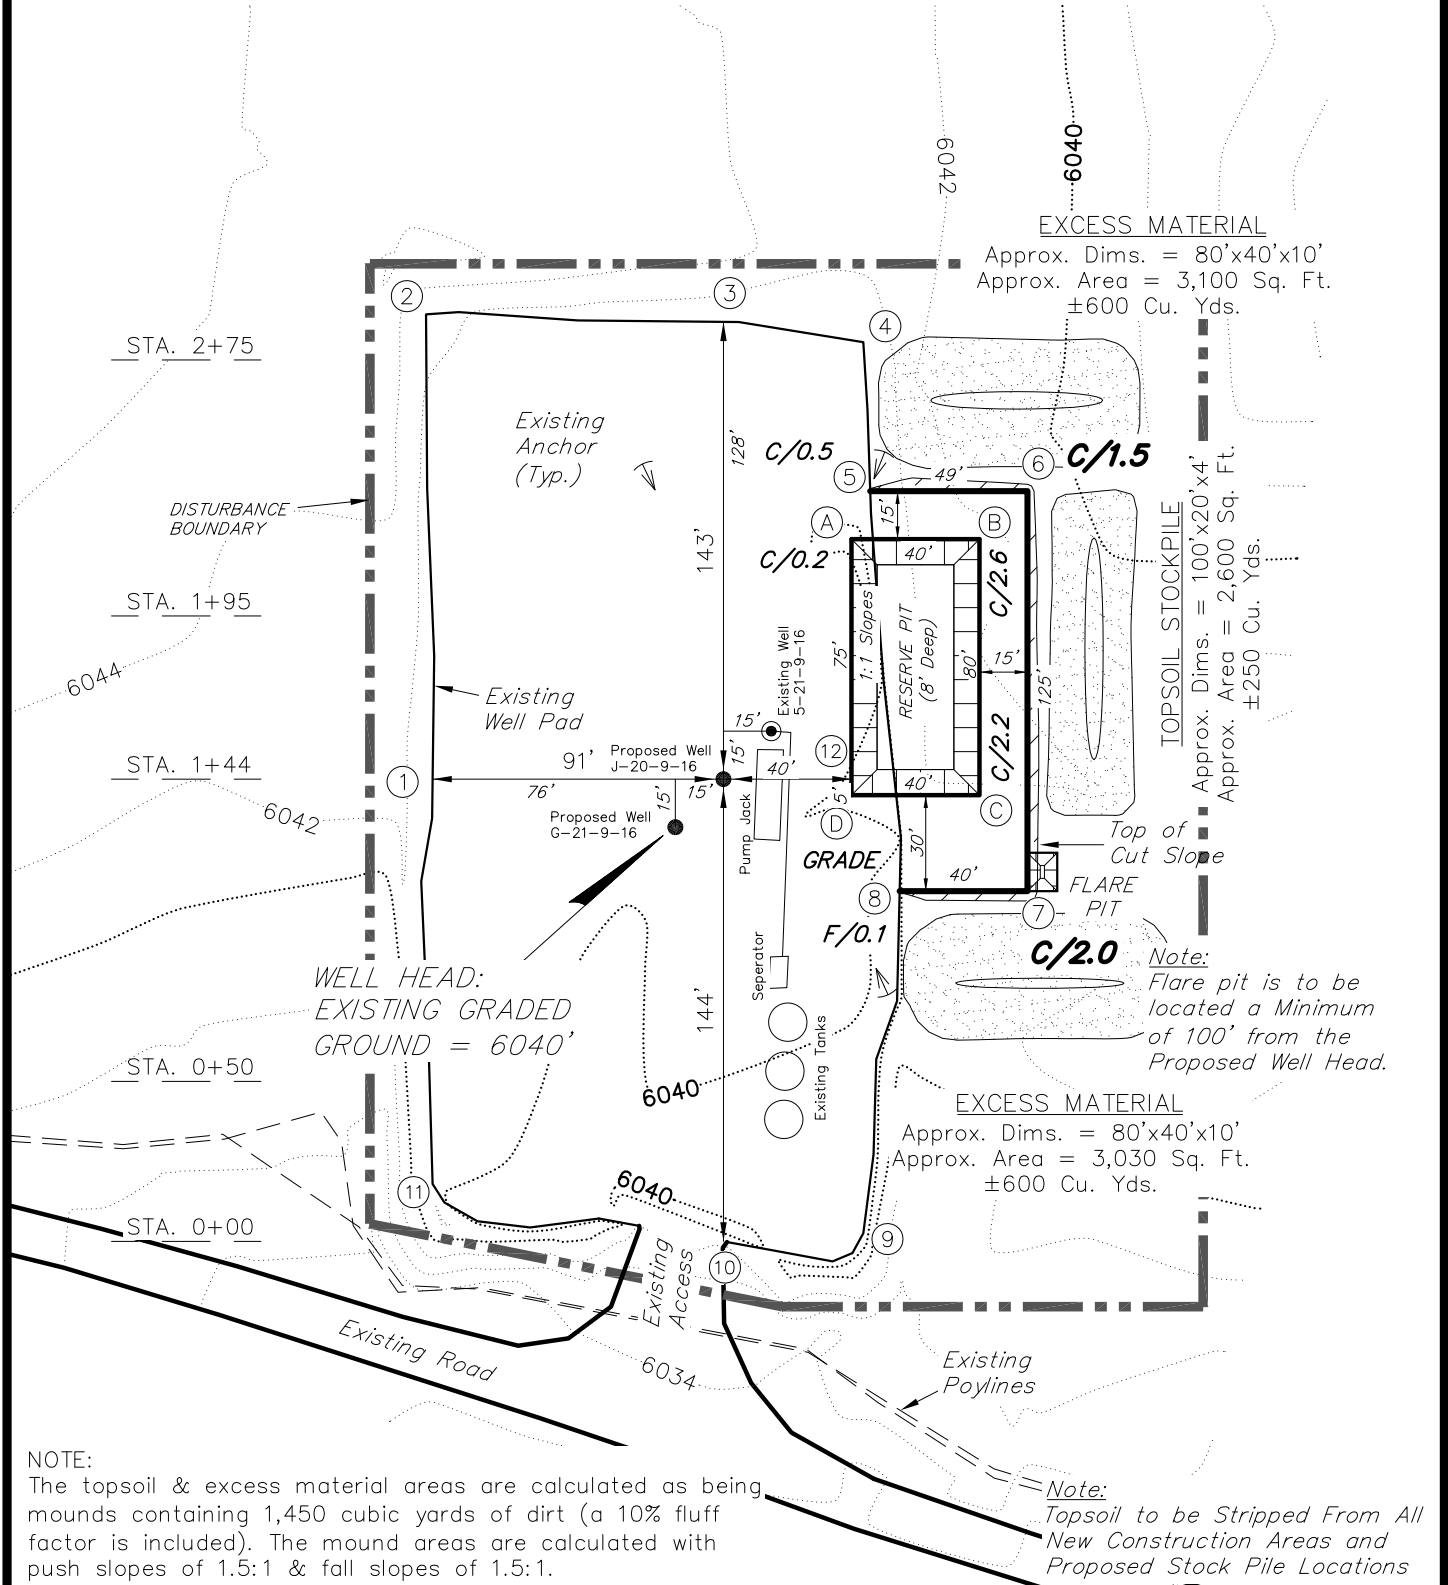 6042
6040
EXCESS MATERIAL
Approx. Dims. = 80'x40'x10'
Approx. Area = 3,100 Sq. Ft.
±600 Cu. Yds.
2
3
4
STA. 2+75
Existing
Anchor
(Typ.)
128'
C/0.5
5
49'
6
C/1.5
DISTURBANCE
BOUNDARY
143'
A
15'
B
C/0.2
40'
C/2.6
TOPSOIL STOCKPILE
Approx. Dims. = 100'x20'x4'
Approx. Area = 2,600 Sq. Ft.
±250 Cu. Yds.
STA. 1+95
1:1 Slopes
RESERVE PIT
(8' Deep)
75'
80'
15'
125'
6044
Existing
Well Pad
Existing Well
5-21-9-16
15'
15'
12
C/2.2
STA. 1+44
1
91'
Proposed Well
J-20-9-16
40'
40'
76'
15'
15'
5'
6042
Proposed Well
G-21-9-16
Pump Jack
D
C
GRADE
30'
Top of
Cut Slope
40'
8
7
FLARE
PIT
F/0.1
C/2.0
Seperator
WELL HEAD:
EXISTING GRADED
GROUND = 6040'
144'
Note:
Flare pit is to be
located a Minimum
of 100' from the
Proposed Well Head.
Existing Tanks
STA. 0+50
6040
EXCESS MATERIAL
Approx. Dims. = 80'x40'x10'
Approx. Area = 3,030 Sq. Ft.
±600 Cu. Yds.
11
6040
STA. 0+00
9
10
Existing
Access
Existing Road
6034
Existing
Poylines
NOTE:
The topsoil & excess material areas are calculated as being
mounds containing 1,450 cubic yards of dirt (a 10% fluff
factor is included). The mound areas are calculated with
push slopes of 1.5:1 & fall slopes of 1.5:1.
Note:
Topsoil to be Stripped From All
New Construction Areas and
Proposed Stock Pile Locations